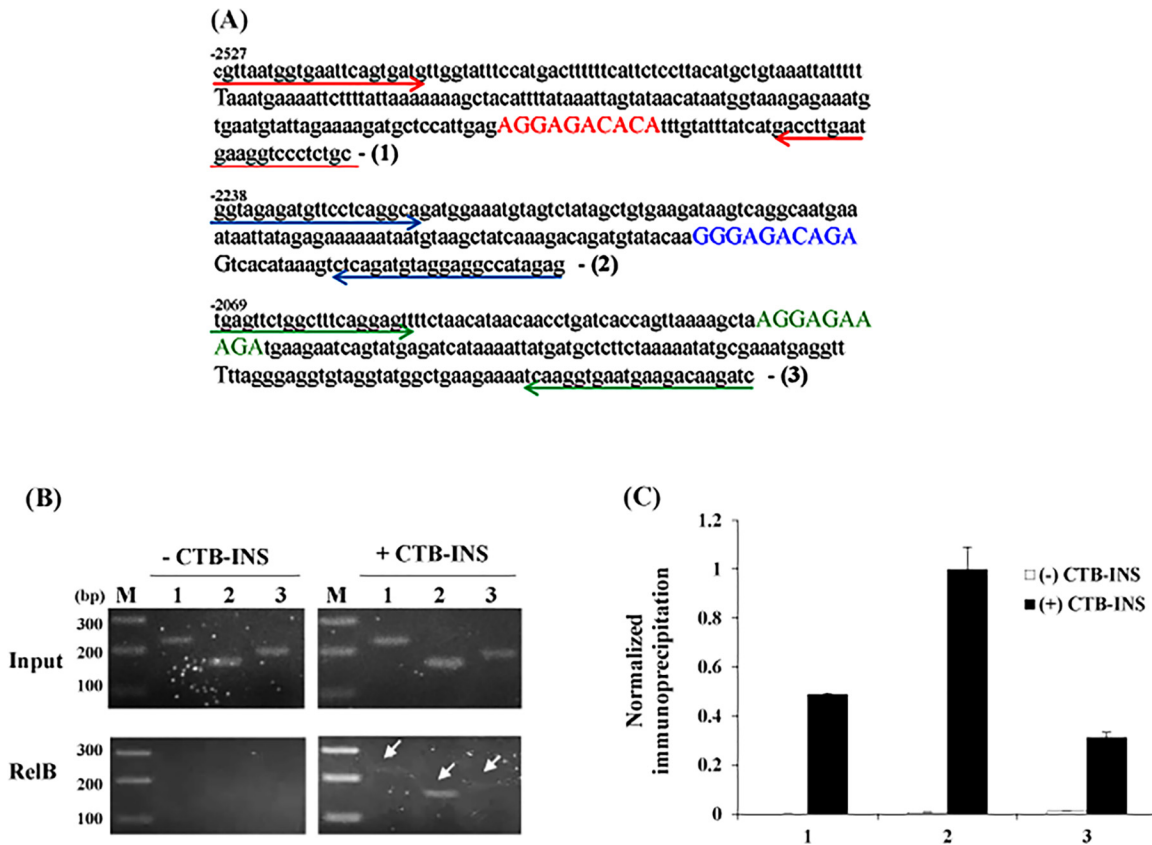 (A)
-2527
cgttaatggtgaattcagtgatgttggtatttccatgacttttttcattctccttacatgctgtaaattatttttt
Taaatgaaaattcttttattaaaaaaagctacattttataaattagtataacataatggtaaagagaaatg
tgaatgtattagaaaagatgctccattgagAGGAGACACAtttgtatttatcatgaccttgaat
gaaggtccctctgc - (1)
-2238
ggtagagatgttcctcaggcagatggaaatgtagtctatagctgtgaagataagtcaggcaatgaa
ataattatagagaaaaaataatgtaagctatcaaagacagatgtatacaaGGGAGACAGA
Gtcacataaagtctcagatgtaggaggccatagag - (2)
-2069
tgagttctggctttcaggagttttctaacataacaacctgatcaccagttaaaagctaAGGAGAA
AGAtgaagaatcagtatgagatcataaaattatgatgctcttctaaaaatatgcgaaatgaggtt
Tttagggaggtgtaggtatggctgaagaaaatcaaggtgaatgaagacaagatc - (3)
(B)
- CTB-INS + CTB-INS
(bp) M 1 2 3 M 1 2 3
Input
300
200
100
RelB
300
200
100
(C)
Normalized
immunoprecipitation
1.2
1
0.8
0.6
0.4
0.2
0
(-) CTB-INS
(+) CTB-INS
1 2 3